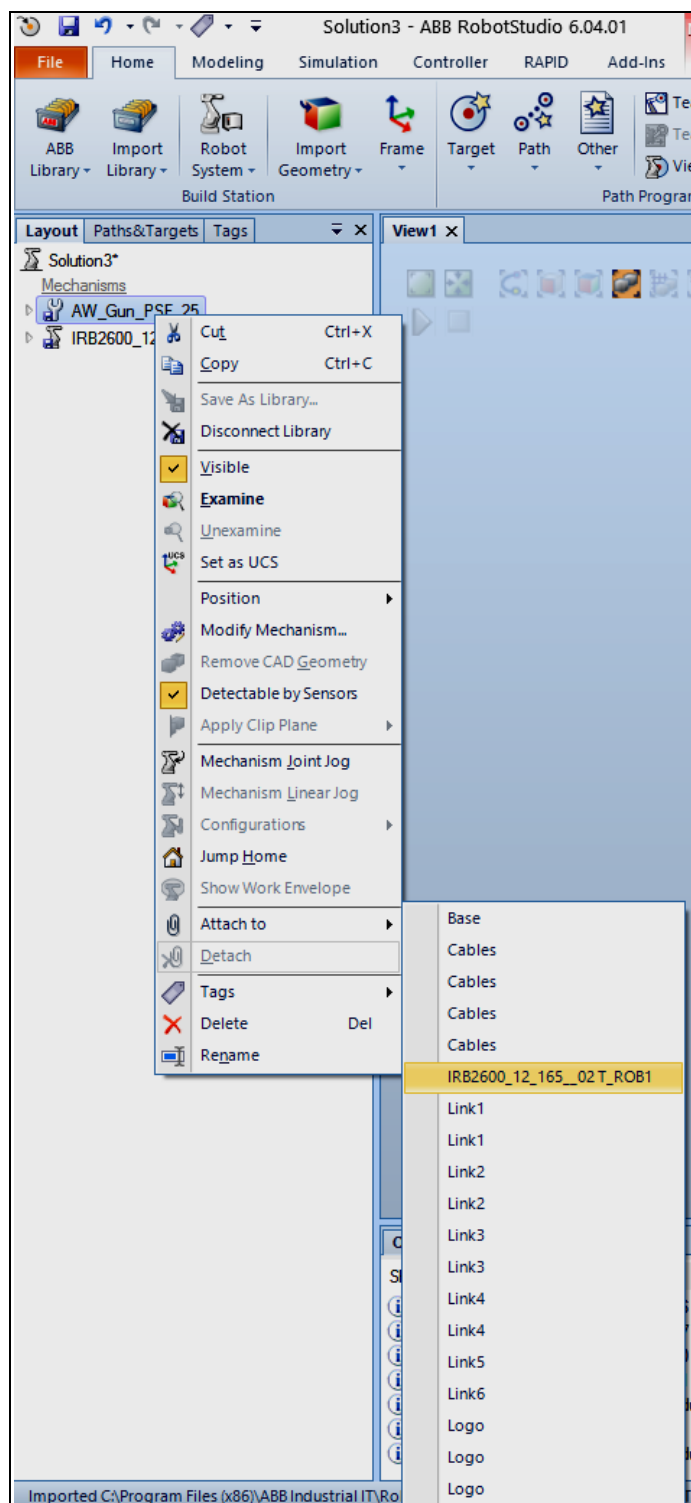 Solution3 - ABB RobotStudio 6.04.01
File Home Modeling Simulation Controller RAPID Add-Ins
ABB Library
Import Library
Robot System
Import Geometry
Frame
Target
Path
Other
Te
Te
Vie
Build Station
Path Program
Layout Paths&Targets Tags
View1
Solution3*
Mechanisms
AW_Gun_PSF_25
IRB2600_12
Cut Ctrl+X
Copy Ctrl+C
Save As Library...
Disconnect Library
Visible
Examine
Unexamine
UCS Set as UCS
Position
Modify Mechanism...
Remove CAD Geometry
Detectable by Sensors
Apply Clip Plane
Mechanism Joint Jog
Mechanism Linear Jog
Configurations
Jump Home
Show Work Envelope
Attach to
Detach
Tags
Delete Del
Rename
Base
Cables
Cables
Cables
Cables
IRB2600_12_165__02 T_ROB1
Link1
Link1
Link2
Link2
Link3
Link3
Link4
Link4
Link5
Link6
Logo
Logo
Logo
Imported C:\Program Files (x86)\ABB Industrial IT\Ro